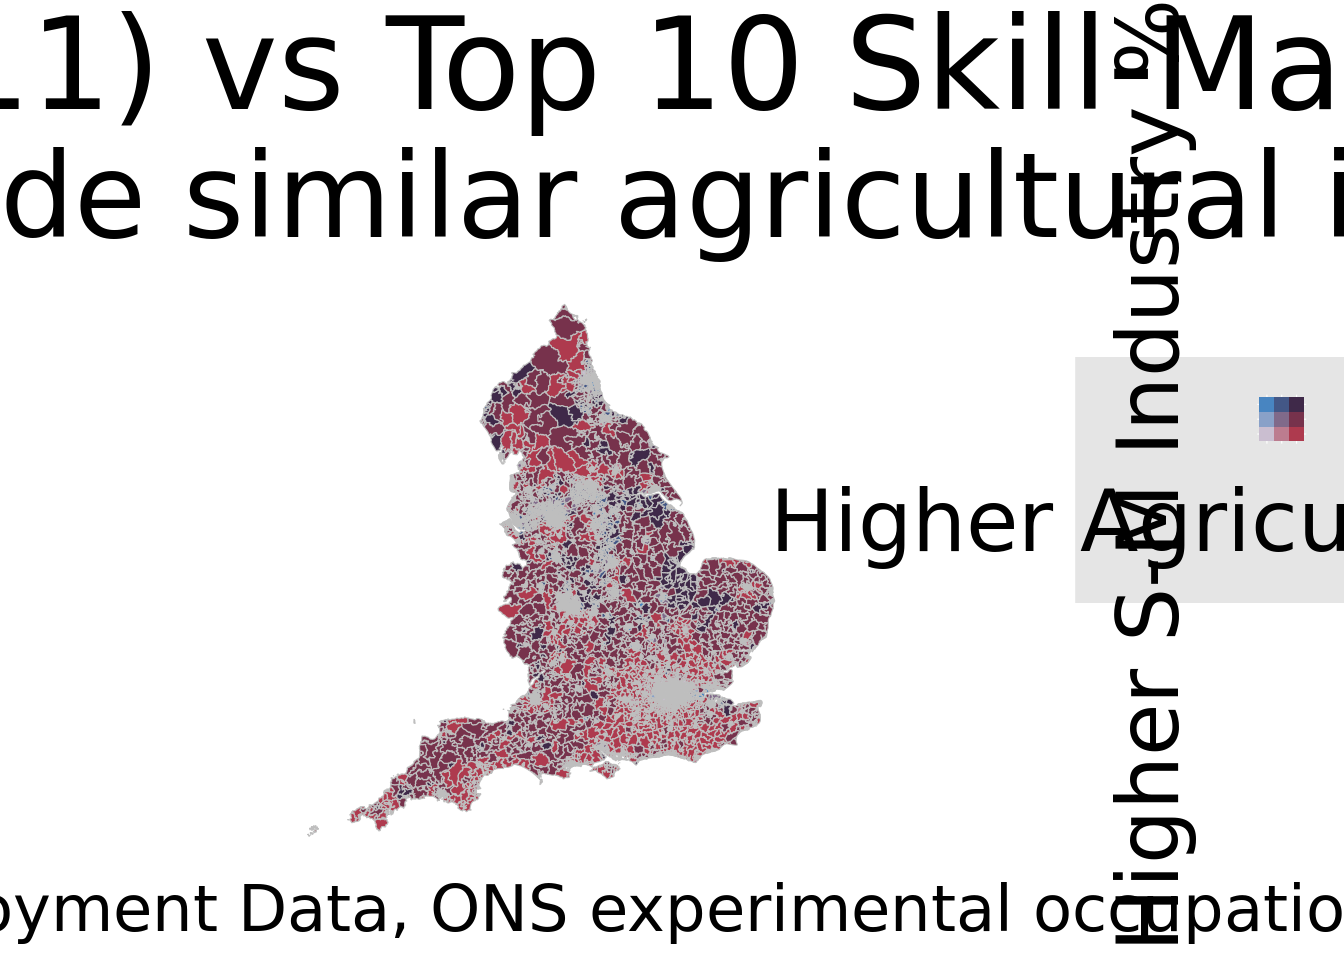 11) vs Top 10 Skill Ma
de similar agricultural i
Higher S-M Industry %
Higher Agricu
oyment Data, ONS experimental occupatio